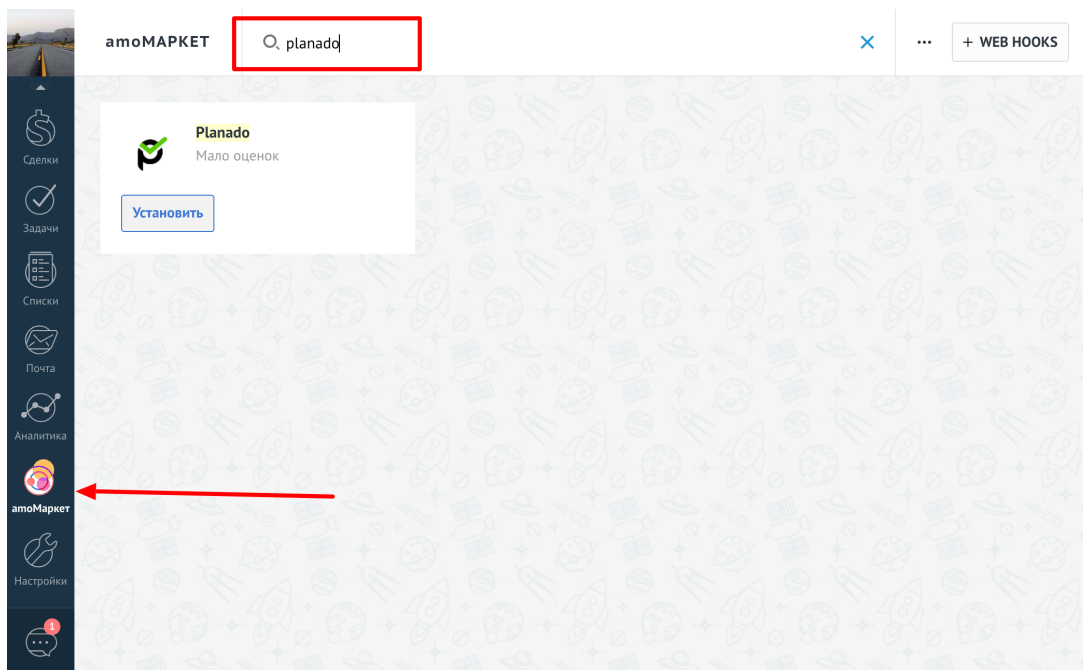 amoМАРКЕТ
planado
+ WEB HOOKS
Planado
Мало оценок
Установить
Сделки
Задачи
Списки
Почта
Аналитика
amoМаркет
Настройки
1